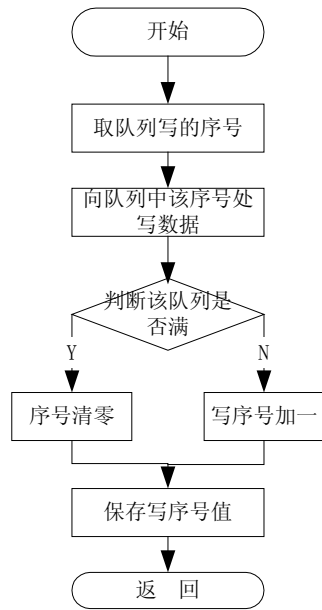 开始
取队列写的序号
向队列中该序号处
写数据
判断该队列是
否满
Y
N
序号清零
写序号加一
保存写序号值
返 回